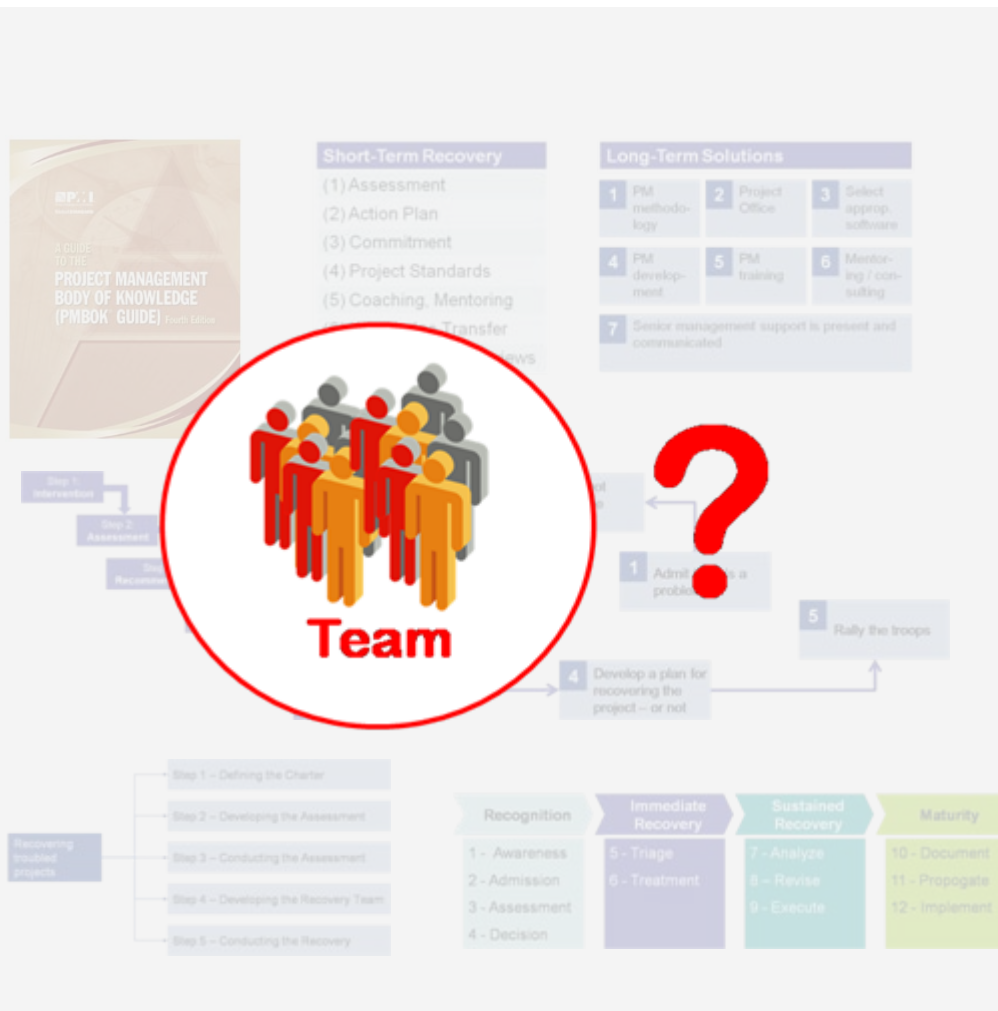 PMI
A GUIDE
TO THE
PROJECT MANAGEMENT
BODY OF KNOWLEDGE
(PMBOK GUIDE) Fourth Edition
Short-Term Recovery
(1) Assessment
(2) Action Plan
(3) Commitment
(4) Project Standards
(5) Coaching, Mentoring
Transfer
Long-Term Solutions
1 PM
methodo-
logy
2 Project
Office
3 Select
approp.
software
4 PM
develop-
ment
5 PM
training
6 Mentor-
ing / con-
sulting
7 Senior management support is present and
communicated
Step 1:
Intervention
Step 2:
Assessment
Team
?
1 Admit
a
4 Develop a plan for
recovering the
project – or not
5 Rally the troops
Recovering
troubled
projects
Step 1 – Defining the Charter
Step 2 – Developing the Assessment
Step 3 – Conducting the Assessment
Step 4 – Developing the Recovery Team
Step 5 – Conducting the Recovery
Recognition
1 - Awareness
2 - Admission
3 - Assessment
4 - Decision
Immediate
Recovery
5 - Triage
6 - Treatment
Sustained
Recovery
7 - Analyze
8 – Revise
9 - Execute
Maturity
10 - Document
11 - Propogate
12 - Implement